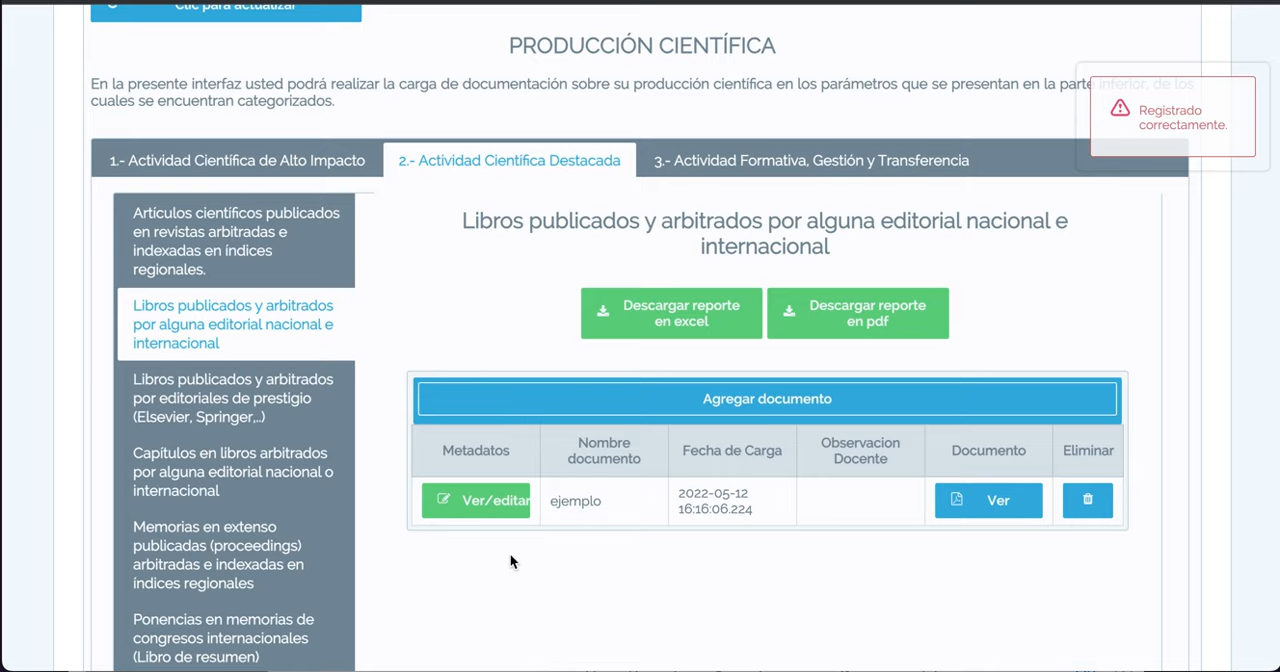 Clic para actualizar
PRODUCCIÓN CIENTÍFICA
En la presente interfaz usted podrá realizar la carga de documentación sobre su producción científica en los parámetros que se presentan en la parte inferior, de los
cuales se encuentran categorizados.
Registrado
correctamente.
1.- Actividad Científica de Alto Impacto
2.- Actividad Científica Destacada
3.- Actividad Formativa, Gestión y Transferencia
Artículos científicos publicados
en revistas arbitradas e
indexadas en índices
regionales.
Libros publicados y arbitrados
por alguna editorial nacional e
internacional
Libros publicados y arbitrados
por editoriales de prestigio
(Elsevier, Springer,..)
Capítulos en libros arbitrados
por alguna editorial nacional o
internacional
Memorias en extenso
publicadas (proceedings)
arbitradas e indexadas en
índices regionales
Ponencias en memorias de
congresos internacionales
(Libro de resumen)
Libros publicados y arbitrados por alguna editorial nacional e
internacional
Descargar reporte
en excel
Descargar reporte
en pdf
Agregar documento
Metadatos
Nombre
documento
Fecha de Carga
Observacion
Docente
Documento
Eliminar
Ver/editar
ejemplo
2022-05-12
16:16:06.224
Ver